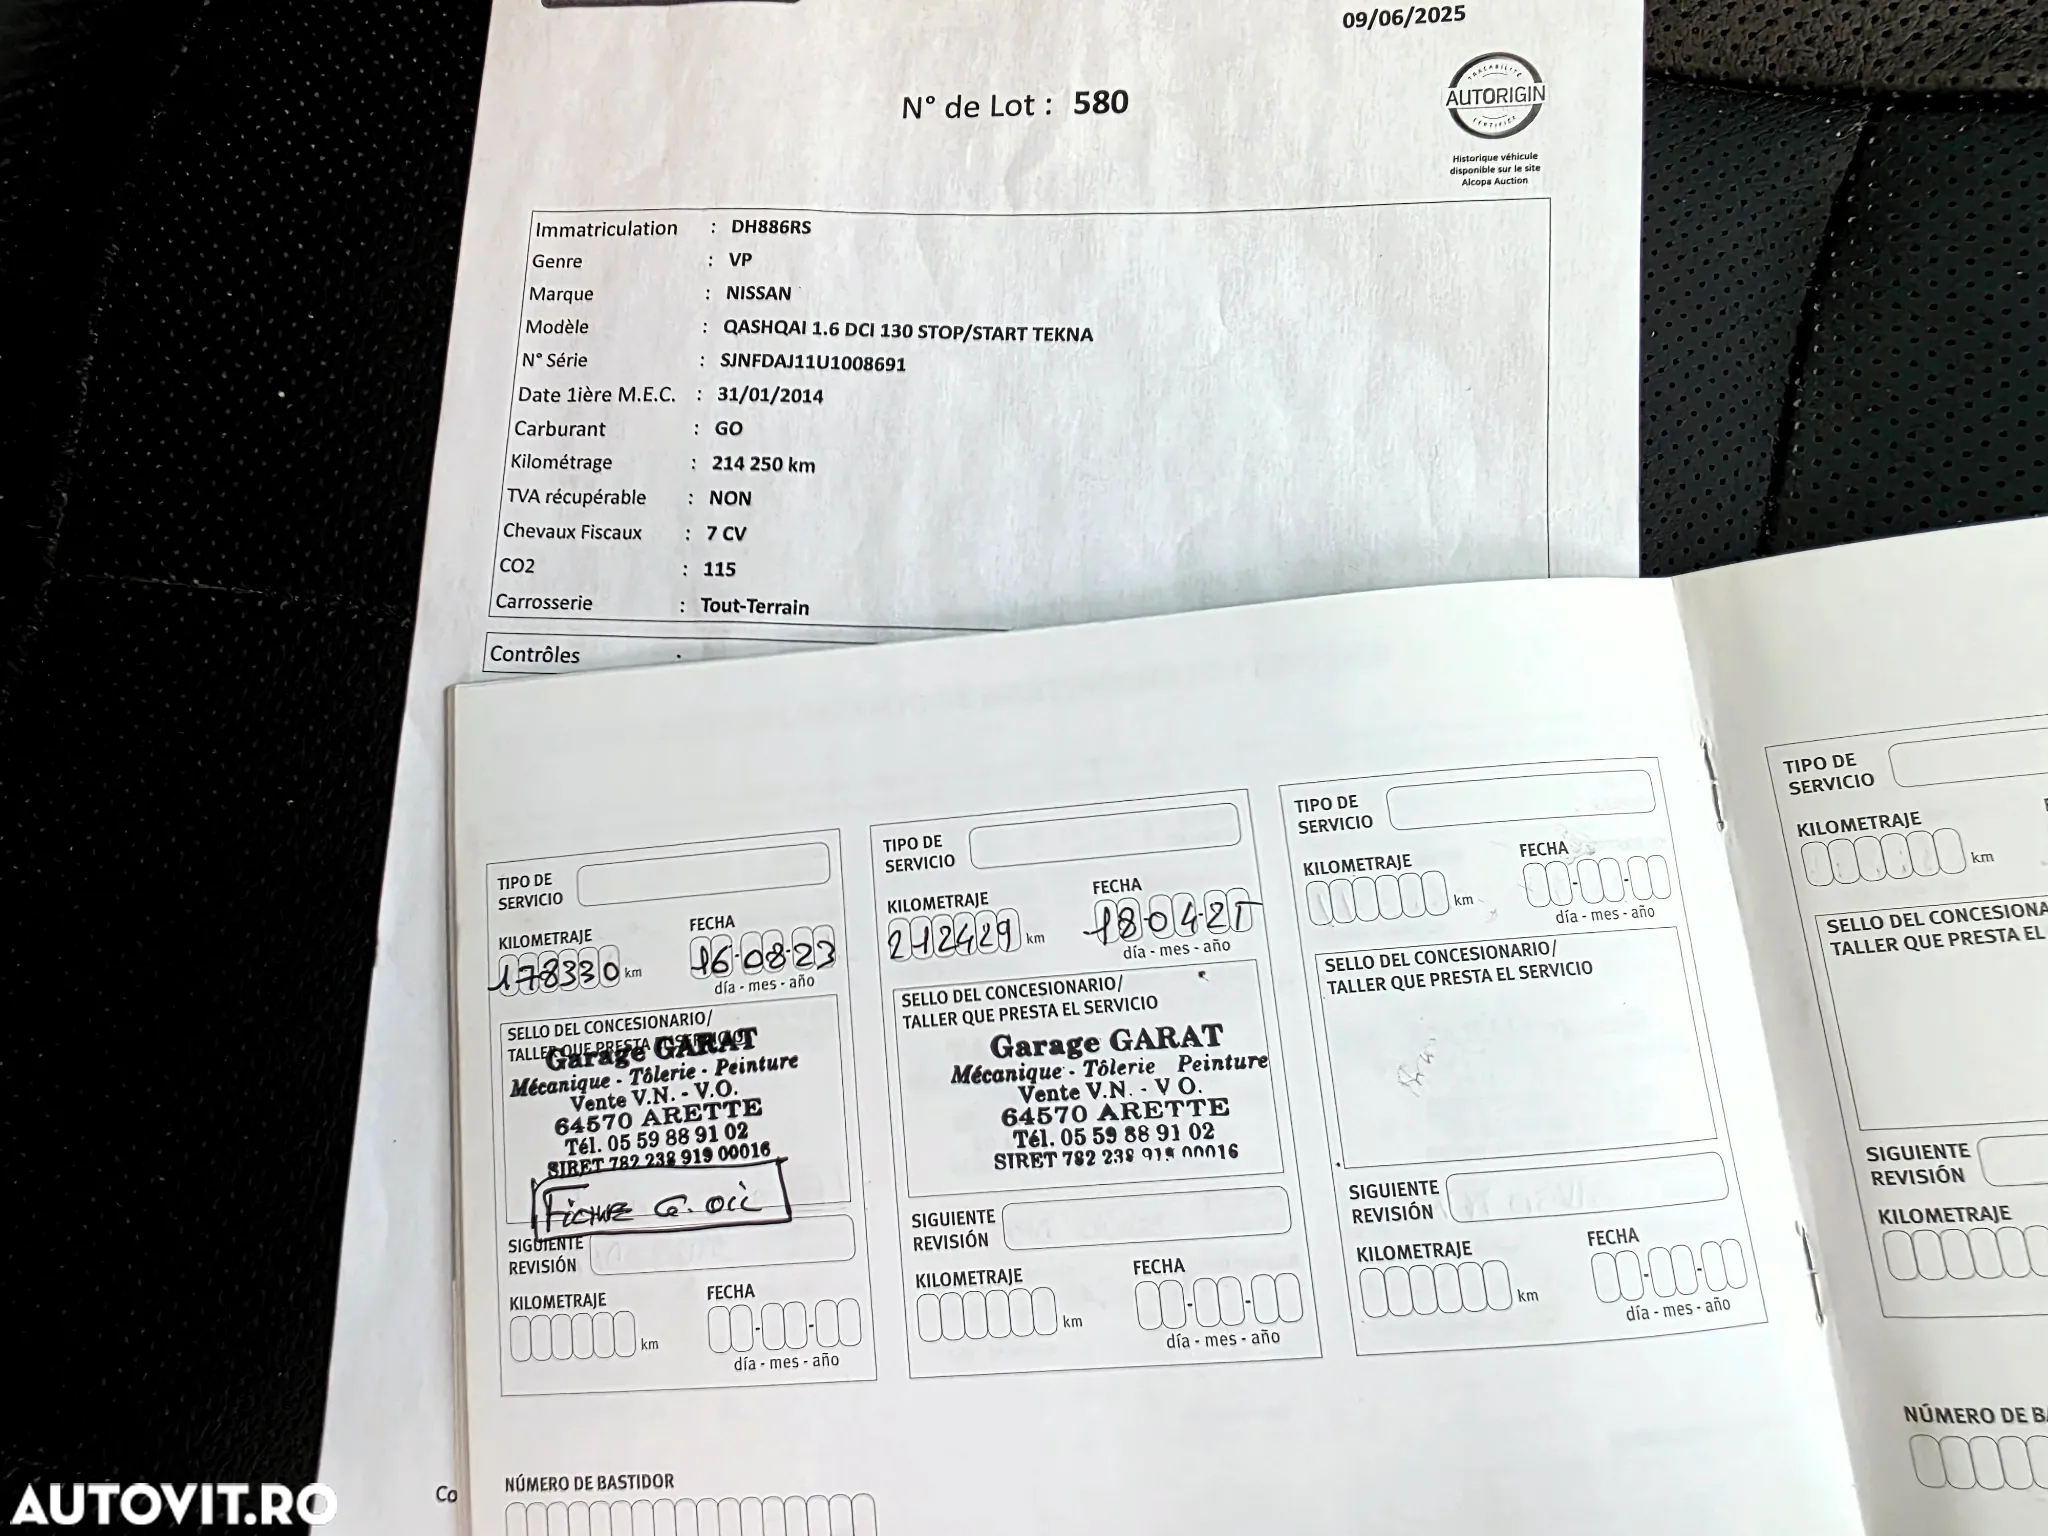 09/06/2025
N° de Lot : 580
TRACABILITÉ
AUTORIGIN
CERTIFIÉE
Historique véhicule
disponible sur le site
Alcopa Auction
Immatriculation : DH886RS
Genre : VP
Marque : NISSAN
Modèle : QASHQAI 1.6 DCI 130 STOP/START TEKNA
N° Série : SJNFDAJ11U1008691
Date 1ière M.E.C. : 31/01/2014
Carburant : GO
Kilométrage : 214 250 km
TVA récupérable : NON
Chevaux Fiscaux : 7 CV
CO2 : 115
Carrosserie : Tout-Terrain
Contrôles :
TIPO DE
SERVICIO
KILOMETRAJE
FECHA
178330 km
16-08-23
día - mes - año
SELLO DEL CONCESIONARIO/
TALLER QUE PRESTA EL SERVICIO
Garage GARAT
Mécanique - Tôlerie - Peinture
Vente V.N. - V.O.
64570 ARETTE
Tél. 05 59 88 91 02
SIRET 782 238 919 00016
SIGUIENTE
REVISIÓN
KILOMETRAJE
FECHA
km
día - mes - año
NÚMERO DE BASTIDOR
TIPO DE
SERVICIO
KILOMETRAJE
FECHA
212429 km
18-04-25
día - mes - año
SELLO DEL CONCESIONARIO/
TALLER QUE PRESTA EL SERVICIO
Garage GARAT
Mécanique - Tôlerie Peinture
Vente V.N. - V O.
64570 ARETTE
Tél. 05 59 88 91 02
SIRET 782 238 919 00016
SIGUIENTE
REVISIÓN
KILOMETRAJE
FECHA
km
día - mes - año
TIPO DE
SERVICIO
KILOMETRAJE
FECHA
km
día - mes - año
SELLO DEL CONCESIONARIO/
TALLER QUE PRESTA EL SERVICIO
SIGUIENTE
REVISIÓN
KILOMETRAJE
FECHA
km
día - mes - año
TIPO DE
SERVICIO
KILOMETRAJE
km
SELLO DEL CONCESIONA
TALLER QUE PRESTA EL
SIGUIENTE
REVISIÓN
KILOMETRAJE
NÚMERO DE BA
Co
AUTOVIT.RO